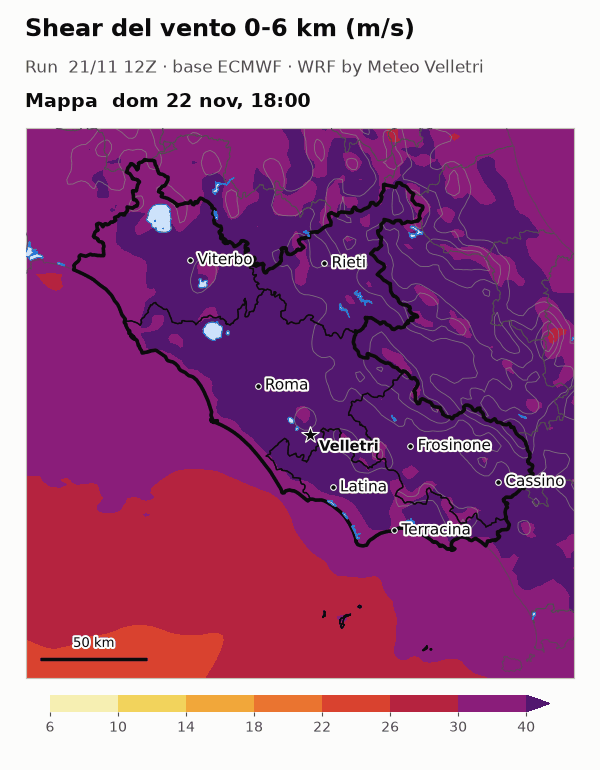 Shear del vento 0-6 km (m/s)
Run 21/11 12Z · base ECMWF · WRF by Meteo Velletri
Mappa dom 22 nov, 18:00
Viterbo
Rieti
Roma
Velletri
Frosinone
Latina
Cassino
Terracina
50 km
6 10 14 18 22 26 30 40